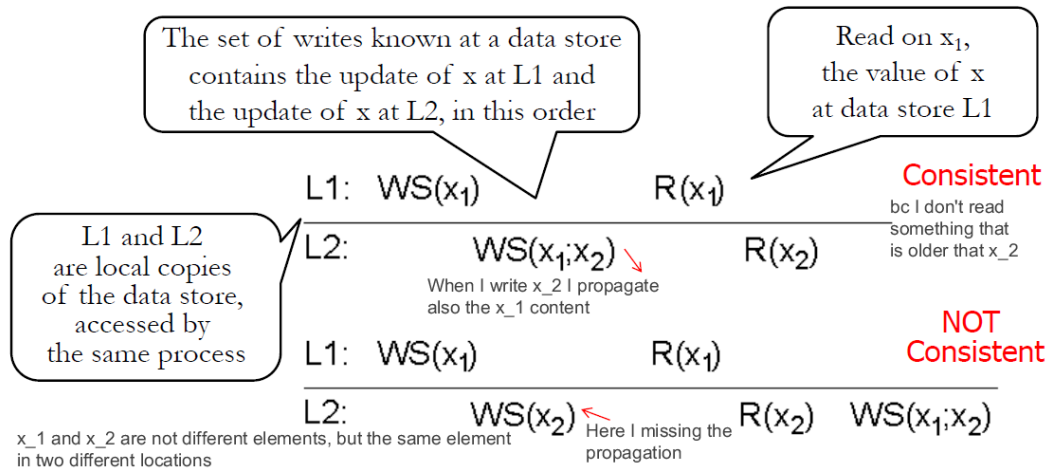 The set of writes known at a data store
contains the update of x at L1 and
the update of x at L2, in this order
Read on x₁,
the value of x
at data store L1
L1: WS(x₁) R(x₁)
Consistent
bc I don't read
something that
is older that x_2
L1 and L2
are local copies
of the data store,
accessed by
the same process
L2: WS(x₁;x₂) R(x₂)
When I write x_2 I propagate
also the x_1 content
NOT
Consistent
L1: WS(x₁) R(x₁)
L2: WS(x₂) R(x₂) WS(x₁;x₂)
Here I missing the
propagation
x_1 and x_2 are not different elements, but the same element
in two different locations